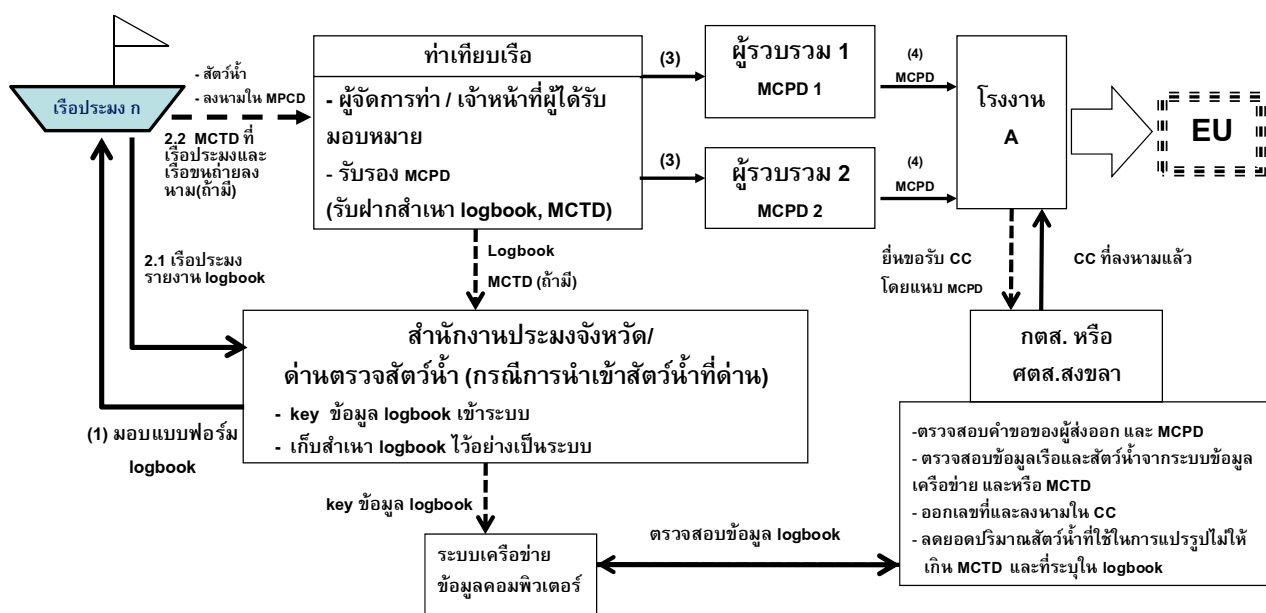 เรือประมง ก
- สัตว์น้ำ
- ลงนามใน MPCD
2.2 MCTD ที่
เรือประมงและ
เรือขนถ่ายลง
นาม(ถ้ามี)
2.1 เรือประมง
รายงาน logbook
ท่าเทียบเรือ
- ผู้จัดการท่า / เจ้าหน้าที่ผู้ได้รับ
มอบหมาย
- รับรอง MCPD
(รับฝากสำเหา logbook, MCTD)
(3)
(3)
ผู้รวบรวม 1
MCPD 1
ผู้รวบรวม 2
MCPD 2
(4)
MCPD
(4)
MCPD
โรงงาน
A
EU
Logbook
MCTD (ถ้ามี)
ยื่นขอรับ CC
โดยแนบ MCPD
CC ที่ลงนามแล้ว
สำนักงานประมงจังหวัด/
ด่านตรวจสัตว์น้ำ (กรณีการนำเข้าสัตว์น้ำที่ด่าน)
- key ข้อมูล logbook เข้าระบบ
- เก็บสำเหา logbook ไว้อย่างเป็นระบบ
(1) มอบแบบฟอร์ม
logbook
กตส. หรือ
ศตส.สงขลา
-ตรวจสอบคำขอของผู้ส่งออก และ MCPD
- ตรวจสอบข้อมูลเรือและสัตว์น้ำจากระบบข้อมูล
เครือข่าย และหรือ MCTD
- ออกเลขที่และลงนามใน CC
- ลดยอดปริมาณสัตว์น้ำที่ใช้ในการแปรรูปไม่ให้
เกิน MCTD และที่ระบุใน logbook
key ข้อมูล logbook
ระบบเครือข่าย
ข้อมูลคอมพิวเตอร์
ตรวจสอบข้อมูล logbook